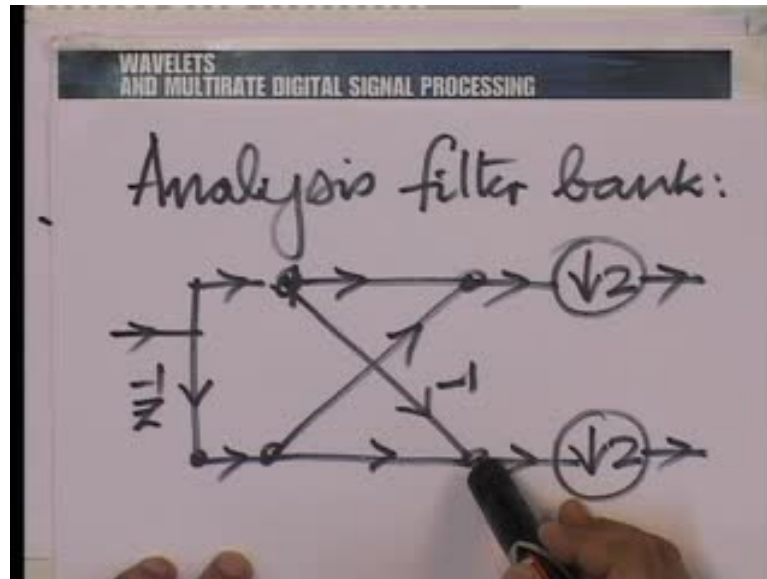 WAVELETS
AND MULTIRATE DIGITAL SIGNAL PROCESSING
Analysis filter bank:
↓2
z⁻¹
-1
↓2